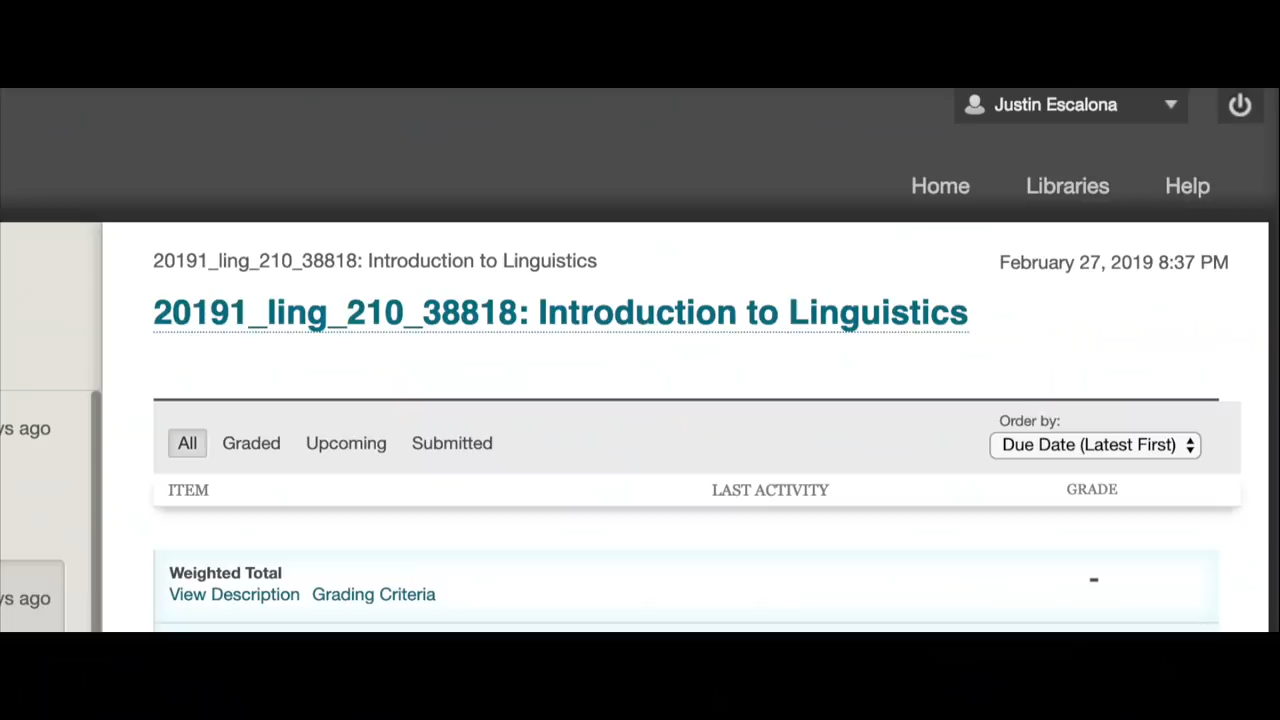 Justin Escalona
Home Libraries Help
20191_ling_210_38818: Introduction to Linguistics
February 27, 2019 8:37 PM
20191_ling_210_38818: Introduction to Linguistics
ys ago
All Graded Upcoming Submitted
Order by:
Due Date (Latest First)
ITEM LAST ACTIVITY GRADE
Weighted Total
-
View Description Grading Criteria
ys ago